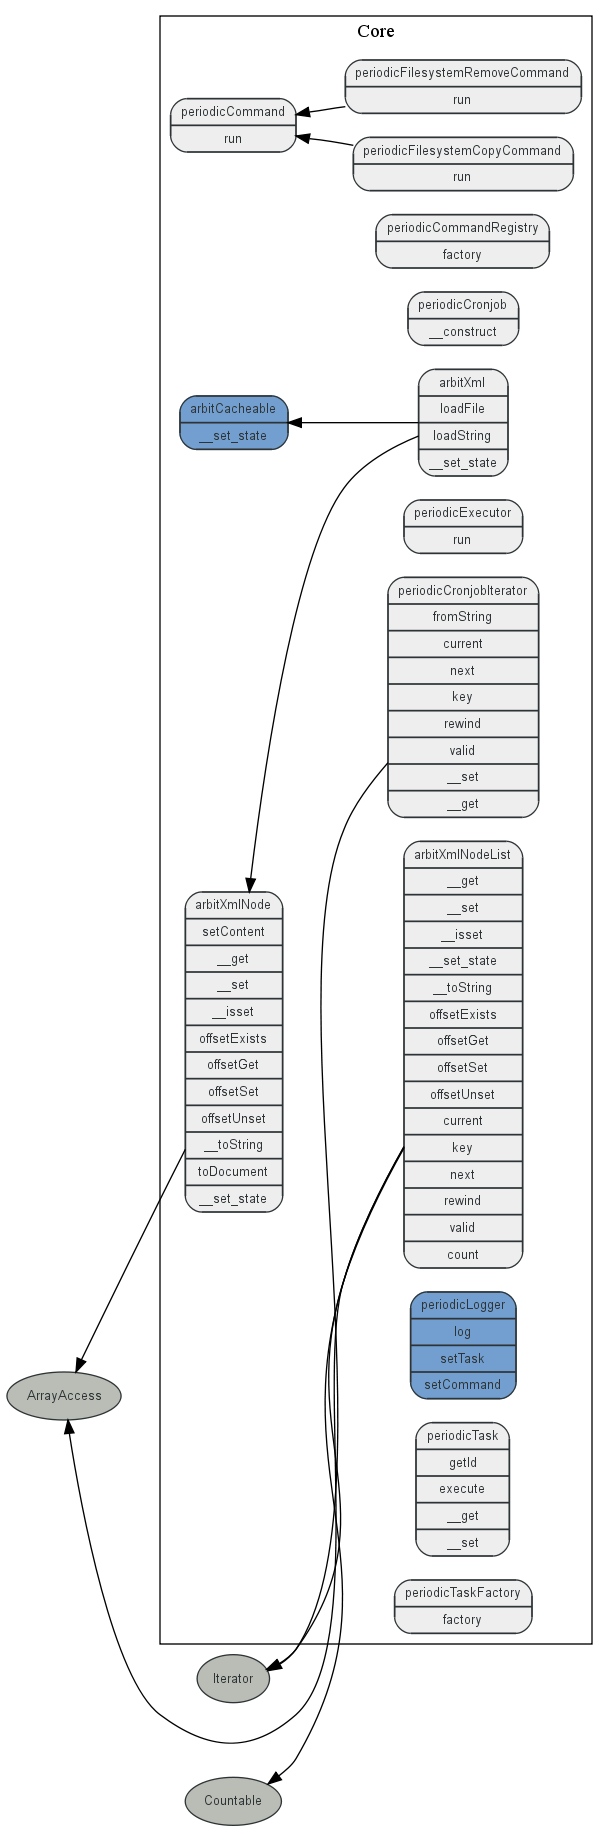 Core
periodicFilesystemRemoveCommand
run
periodicCommand
run
periodicFilesystemCopyCommand
run
periodicCommandRegistry
factory
periodicCronjob
__construct
arbitXml
loadFile
loadString
__set_state
arbitCacheable
__set_state
periodicExecutor
run
periodicCronjobIterator
fromString
current
next
key
rewind
valid
__set
__get
arbitXmlNodeList
__get
__set
__isset
__set_state
__toString
offsetExists
offsetGet
offsetSet
offsetUnset
current
key
next
rewind
valid
count
arbitXmlNode
setContent
__get
__set
__isset
offsetExists
offsetGet
offsetSet
offsetUnset
__toString
toDocument
__set_state
periodicLogger
log
setTask
setCommand
ArrayAccess
periodicTask
getId
execute
__get
__set
periodicTaskFactory
factory
Iterator
Countable